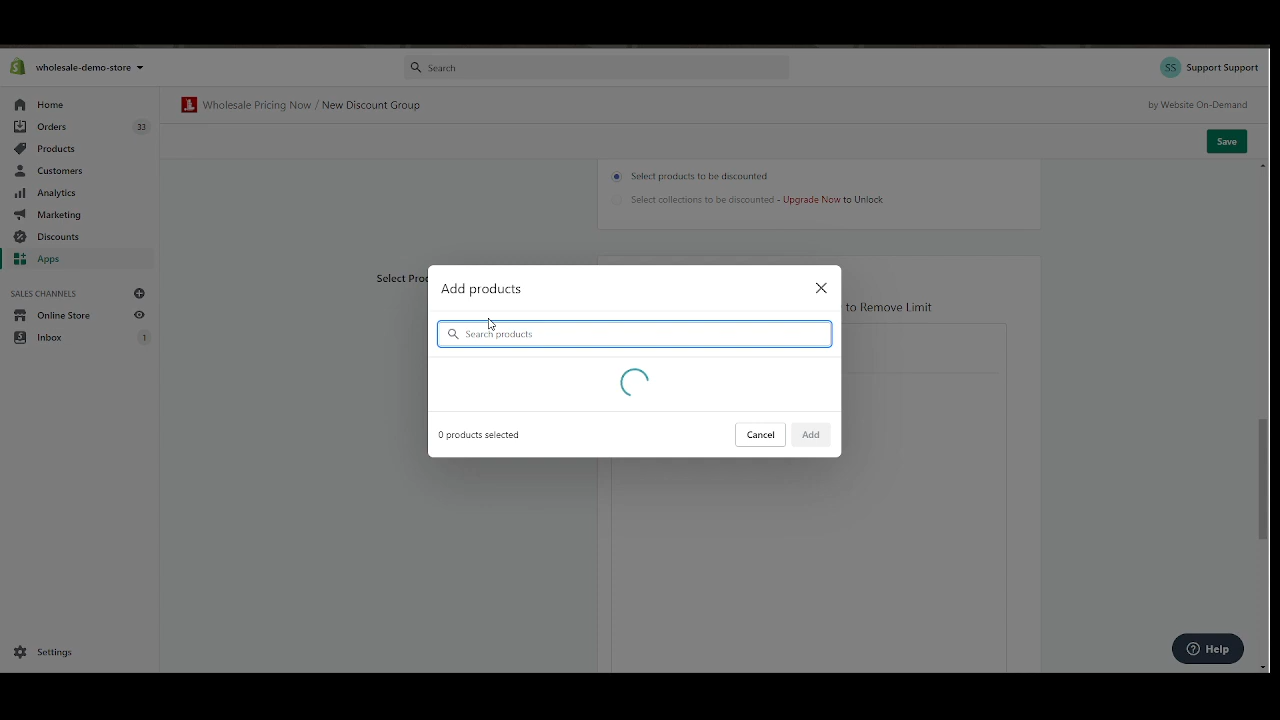 wholesale-demo-store
Search
SS Support Support
Home
Orders 33
Products
Customers
Analytics
Marketing
Discounts
Apps
SALES CHANNELS
Online Store
Inbox 1
Settings
Wholesale Pricing Now / New Discount Group
by Website On-Demand
Save
Select products to be discounted
Select collections to be discounted - Upgrade Now to Unlock
Select Prod
to Remove Limit
Add products
Search products
0 products selected
Cancel
Add
Help